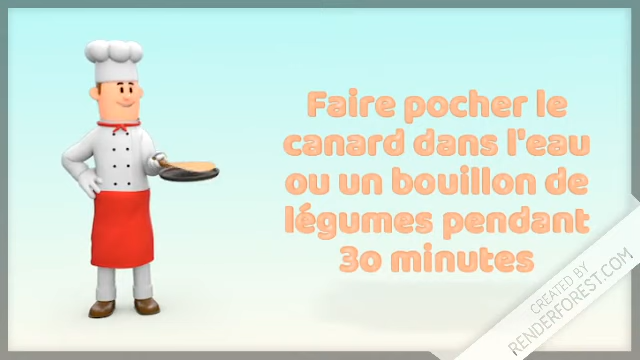 Faire pocher le
canard dans l'eau
ou un bouillon de
légumes pendant
30 minutes
CREATED BY
RENDERFOREST.COM